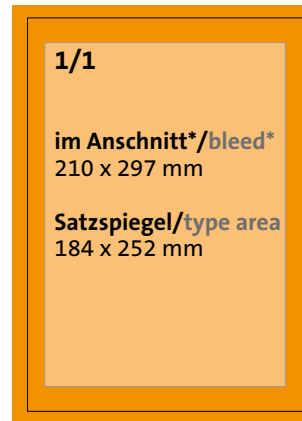 1/1
im Anschnitt*/bleed*
210 x 297 mm
Satzspiegel/type area
184 x 252 mm